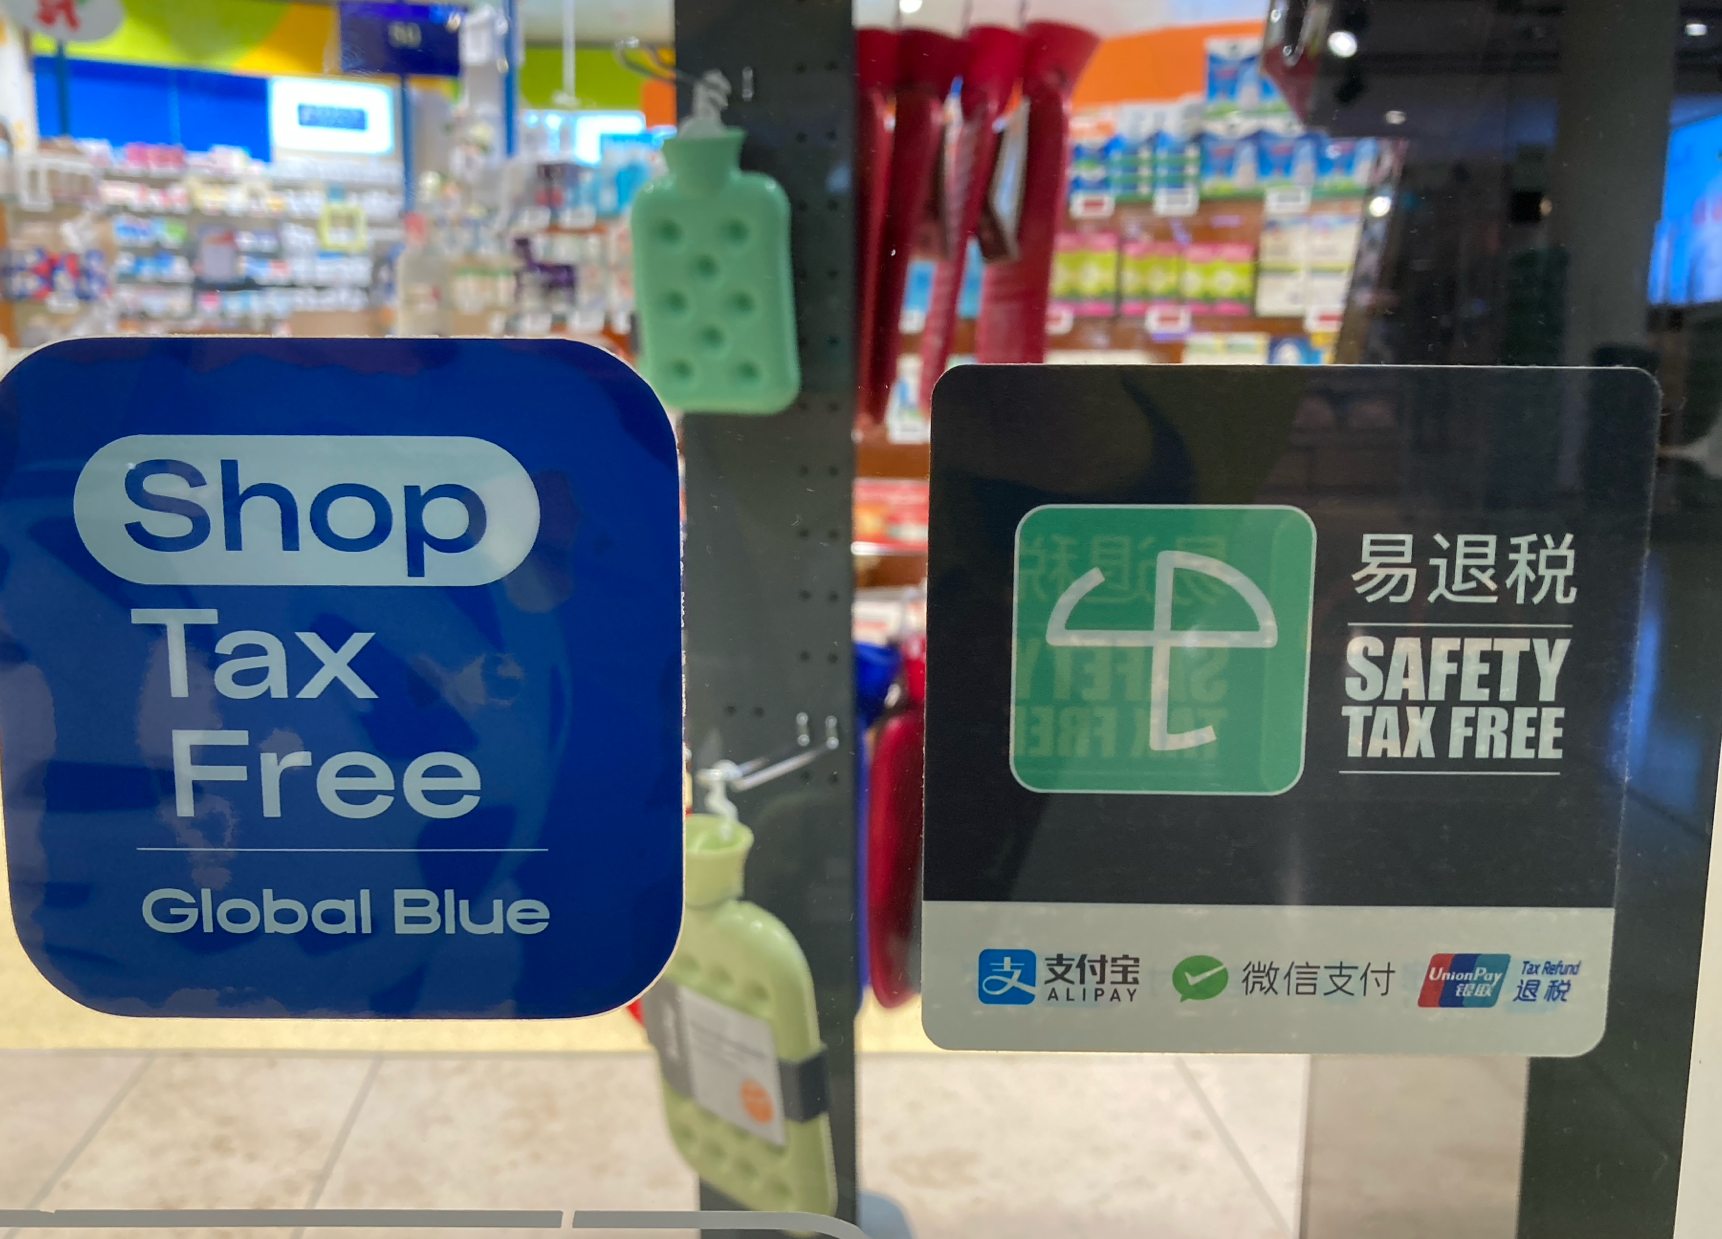 Shop
Tax
Free
Global Blue
易退税
SAFETY
TAX FREE
支付宝
ALIPAY
微信支付
UnionPay
银联
Tax Refund
退税